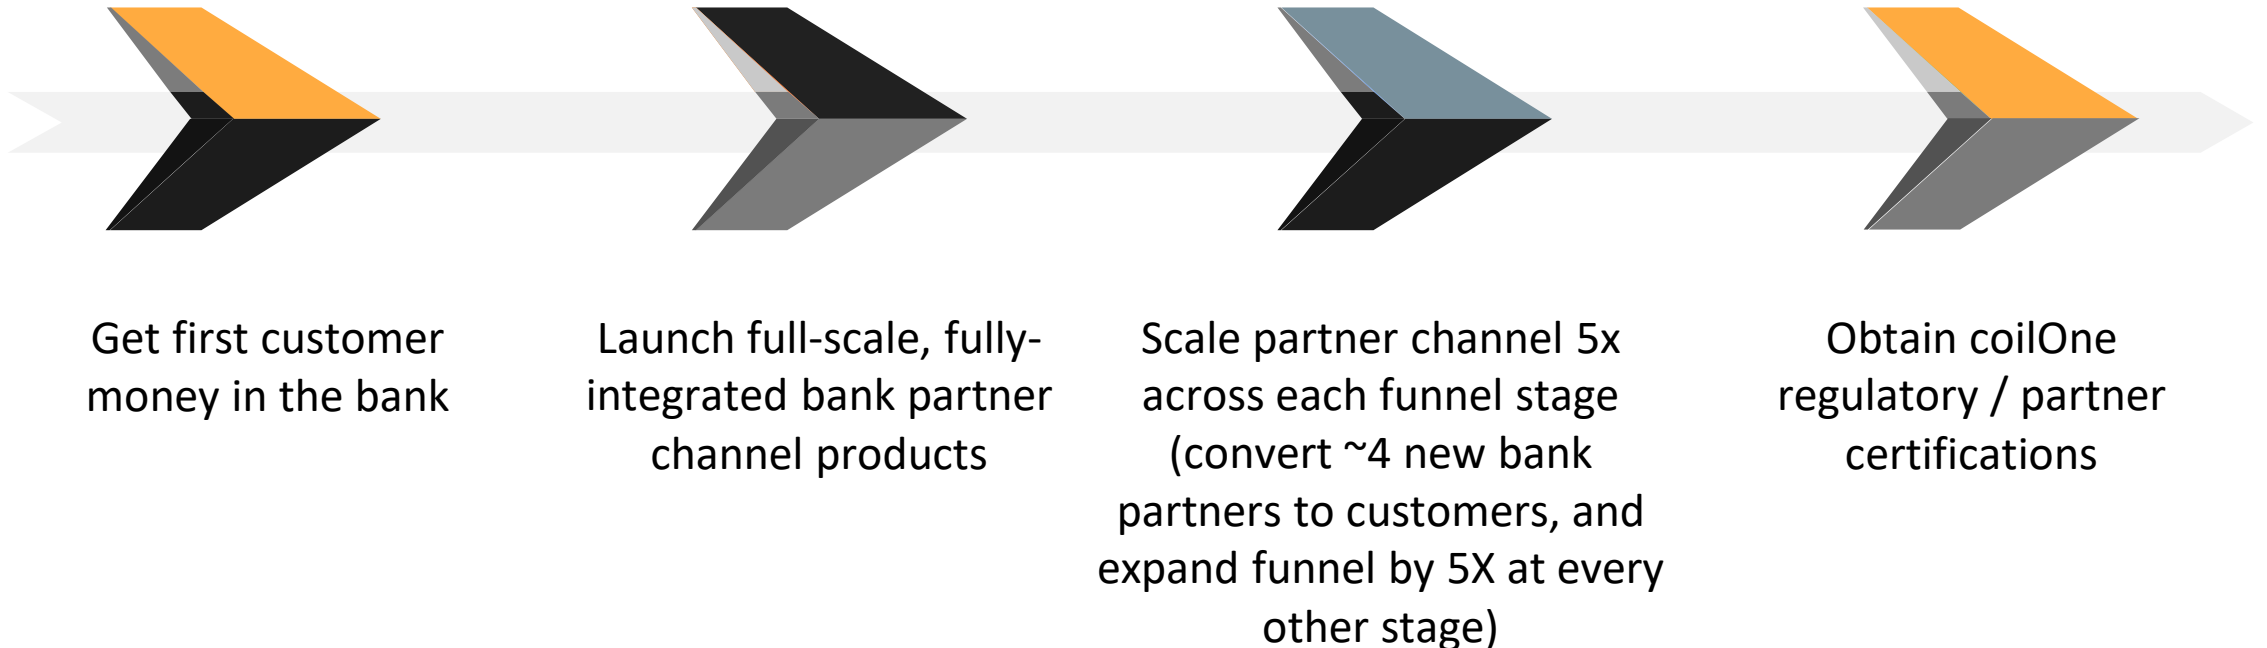 Get first customer
money in the bank
Launch full-scale, fully-
integrated bank partner
channel products
Scale partner channel 5x
across each funnel stage
(convert ~4 new bank
partners to customers, and
expand funnel by 5X at every
other stage)
Obtain coilOne
regulatory / partner
certifications